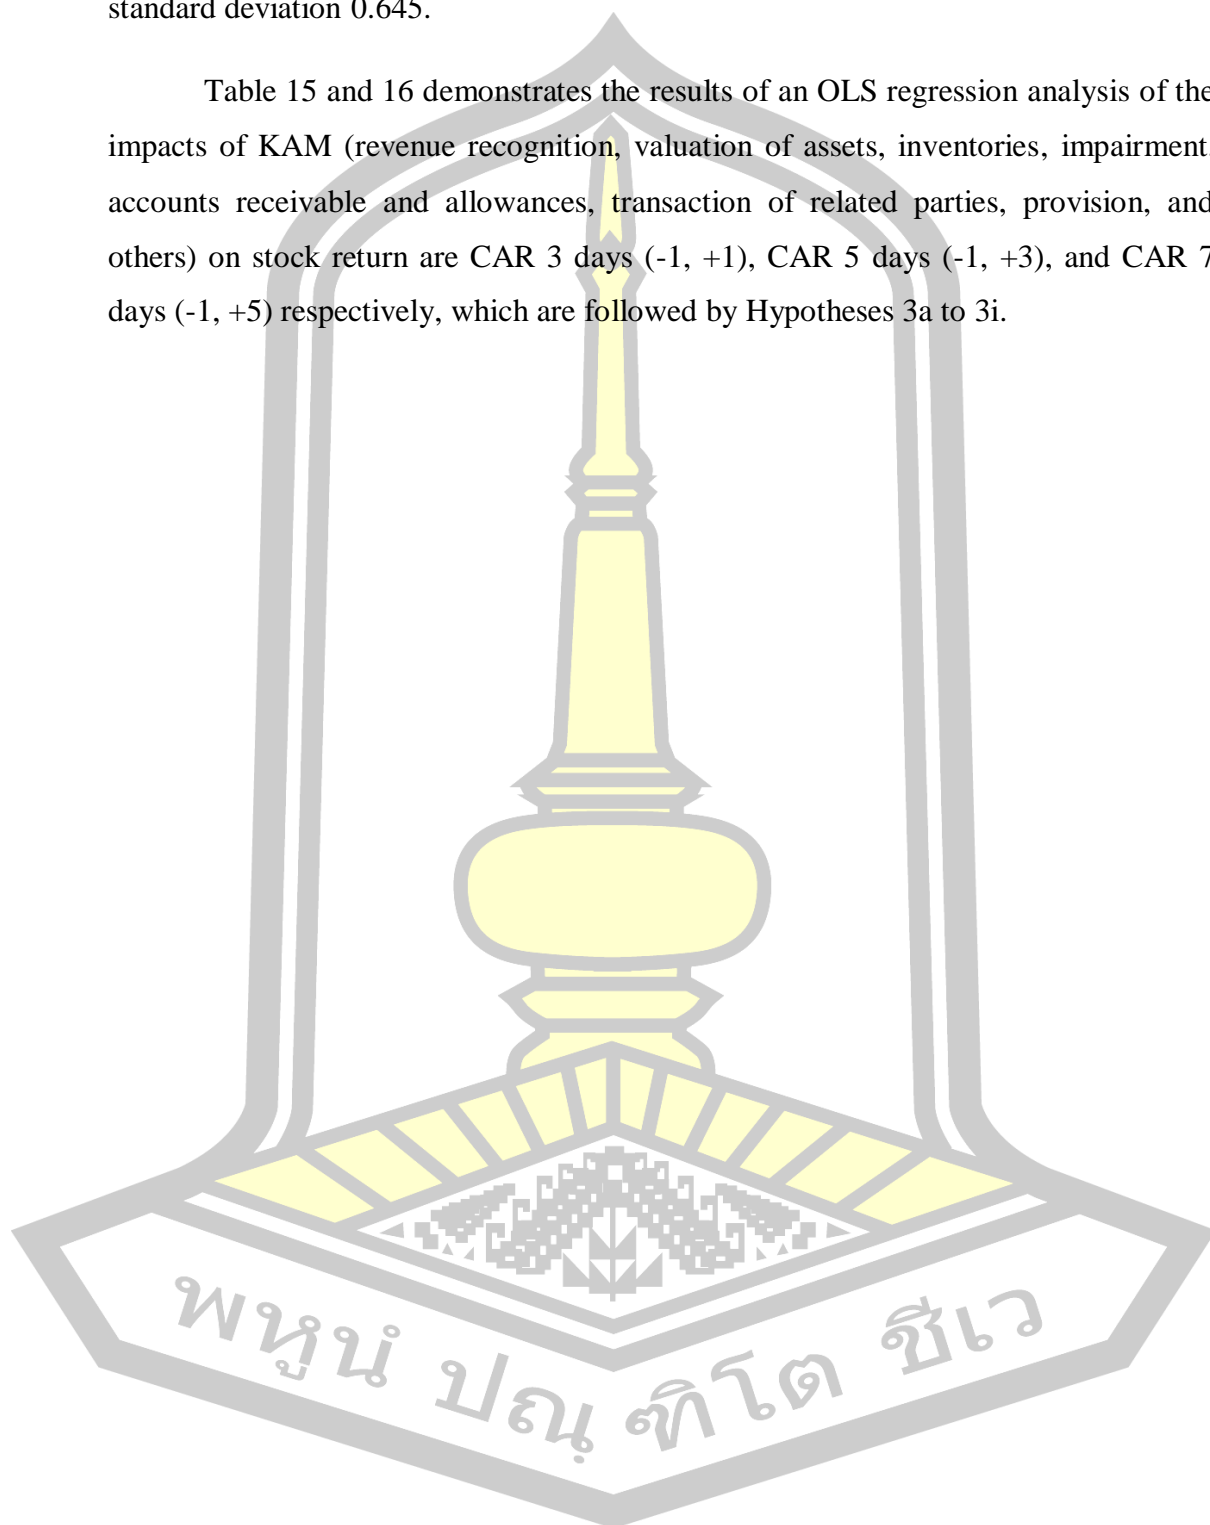 standard deviation 0.645.
Table 15 and 16 demonstrates the results of an OLS regression analysis of the
impacts of KAM (revenue recognition, valuation of assets, inventories, impairment,
accounts receivable and allowances, transaction of related parties, provision, and
others) on stock return are CAR 3 days (-1, +1), CAR 5 days (-1, +3), and CAR 7
days (-1, +5) respectively, which are followed by Hypotheses 3a to 3i.
พหูนํ ปณฺฑิโต ชีเว